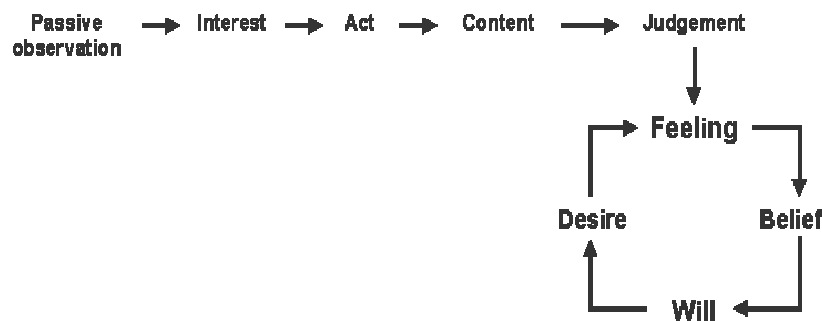 Passive Interest Act Content Judgement
observation
Feeling
Desire Belief
Will